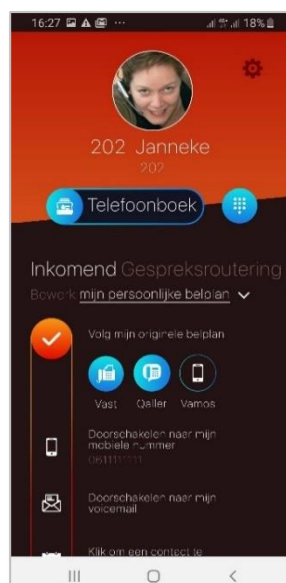 16:27 ... 18%
202 Janneke
202
Telefoonboek
Inkomend Gespreksroutering
Bewerk mijn persoonlijke belplan
Volg mijn originele belplan
Vast Qaller Vamos
Doorschakelen naar mijn
mobiele nummer
0611111111
Doorschakelen naar mijn
voicemail
Klik om een contact te